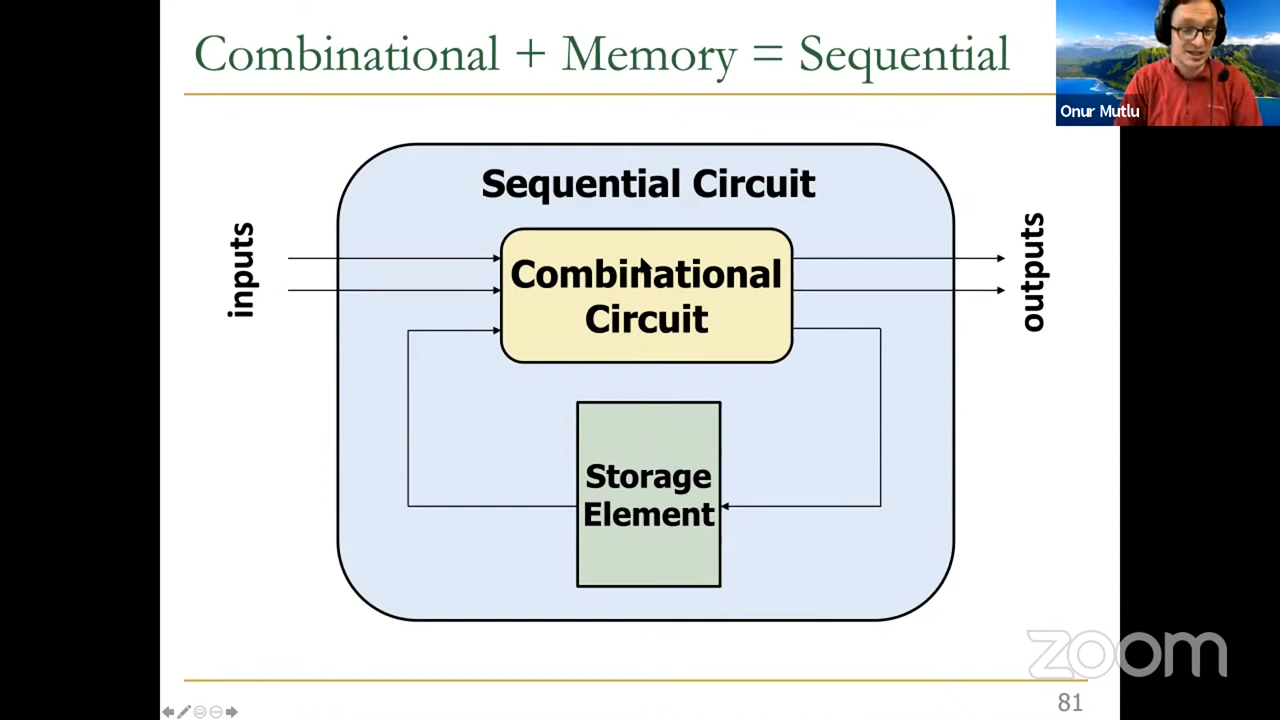 Combinational + Memory = Sequential
Onur Mutlu
Sequential Circuit
inputs
Combinational
Circuit
outputs
Storage
Element
zoom
81